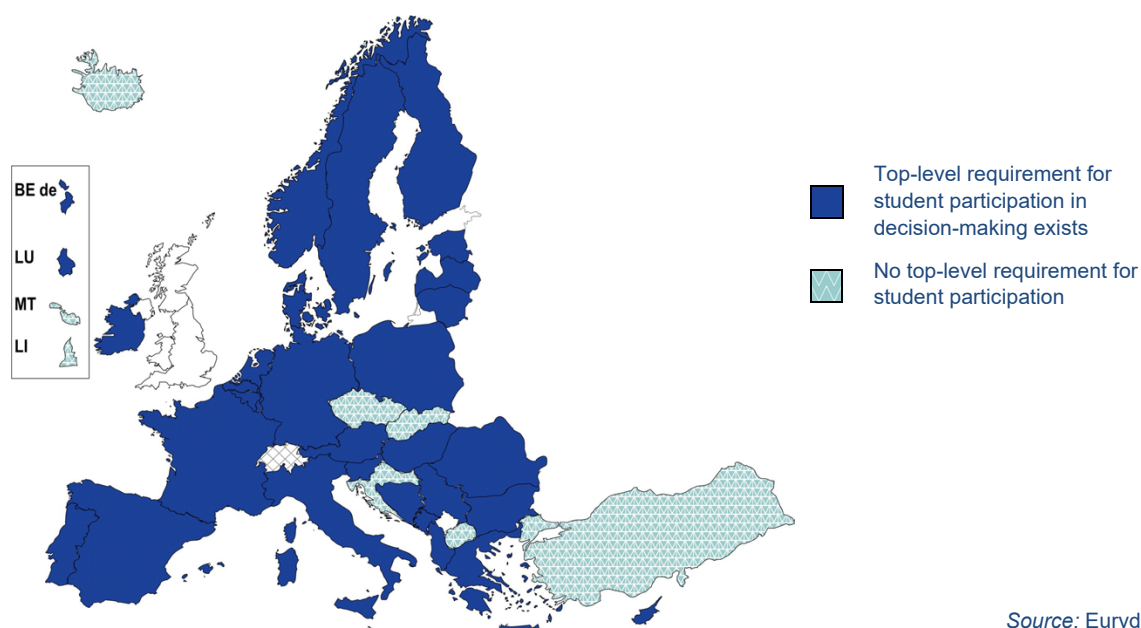 BE de
LU
MT
LI
Top-level requirement for
student participation in
decision-making exists
No top-level requirement for
student participation
Source: Euryd